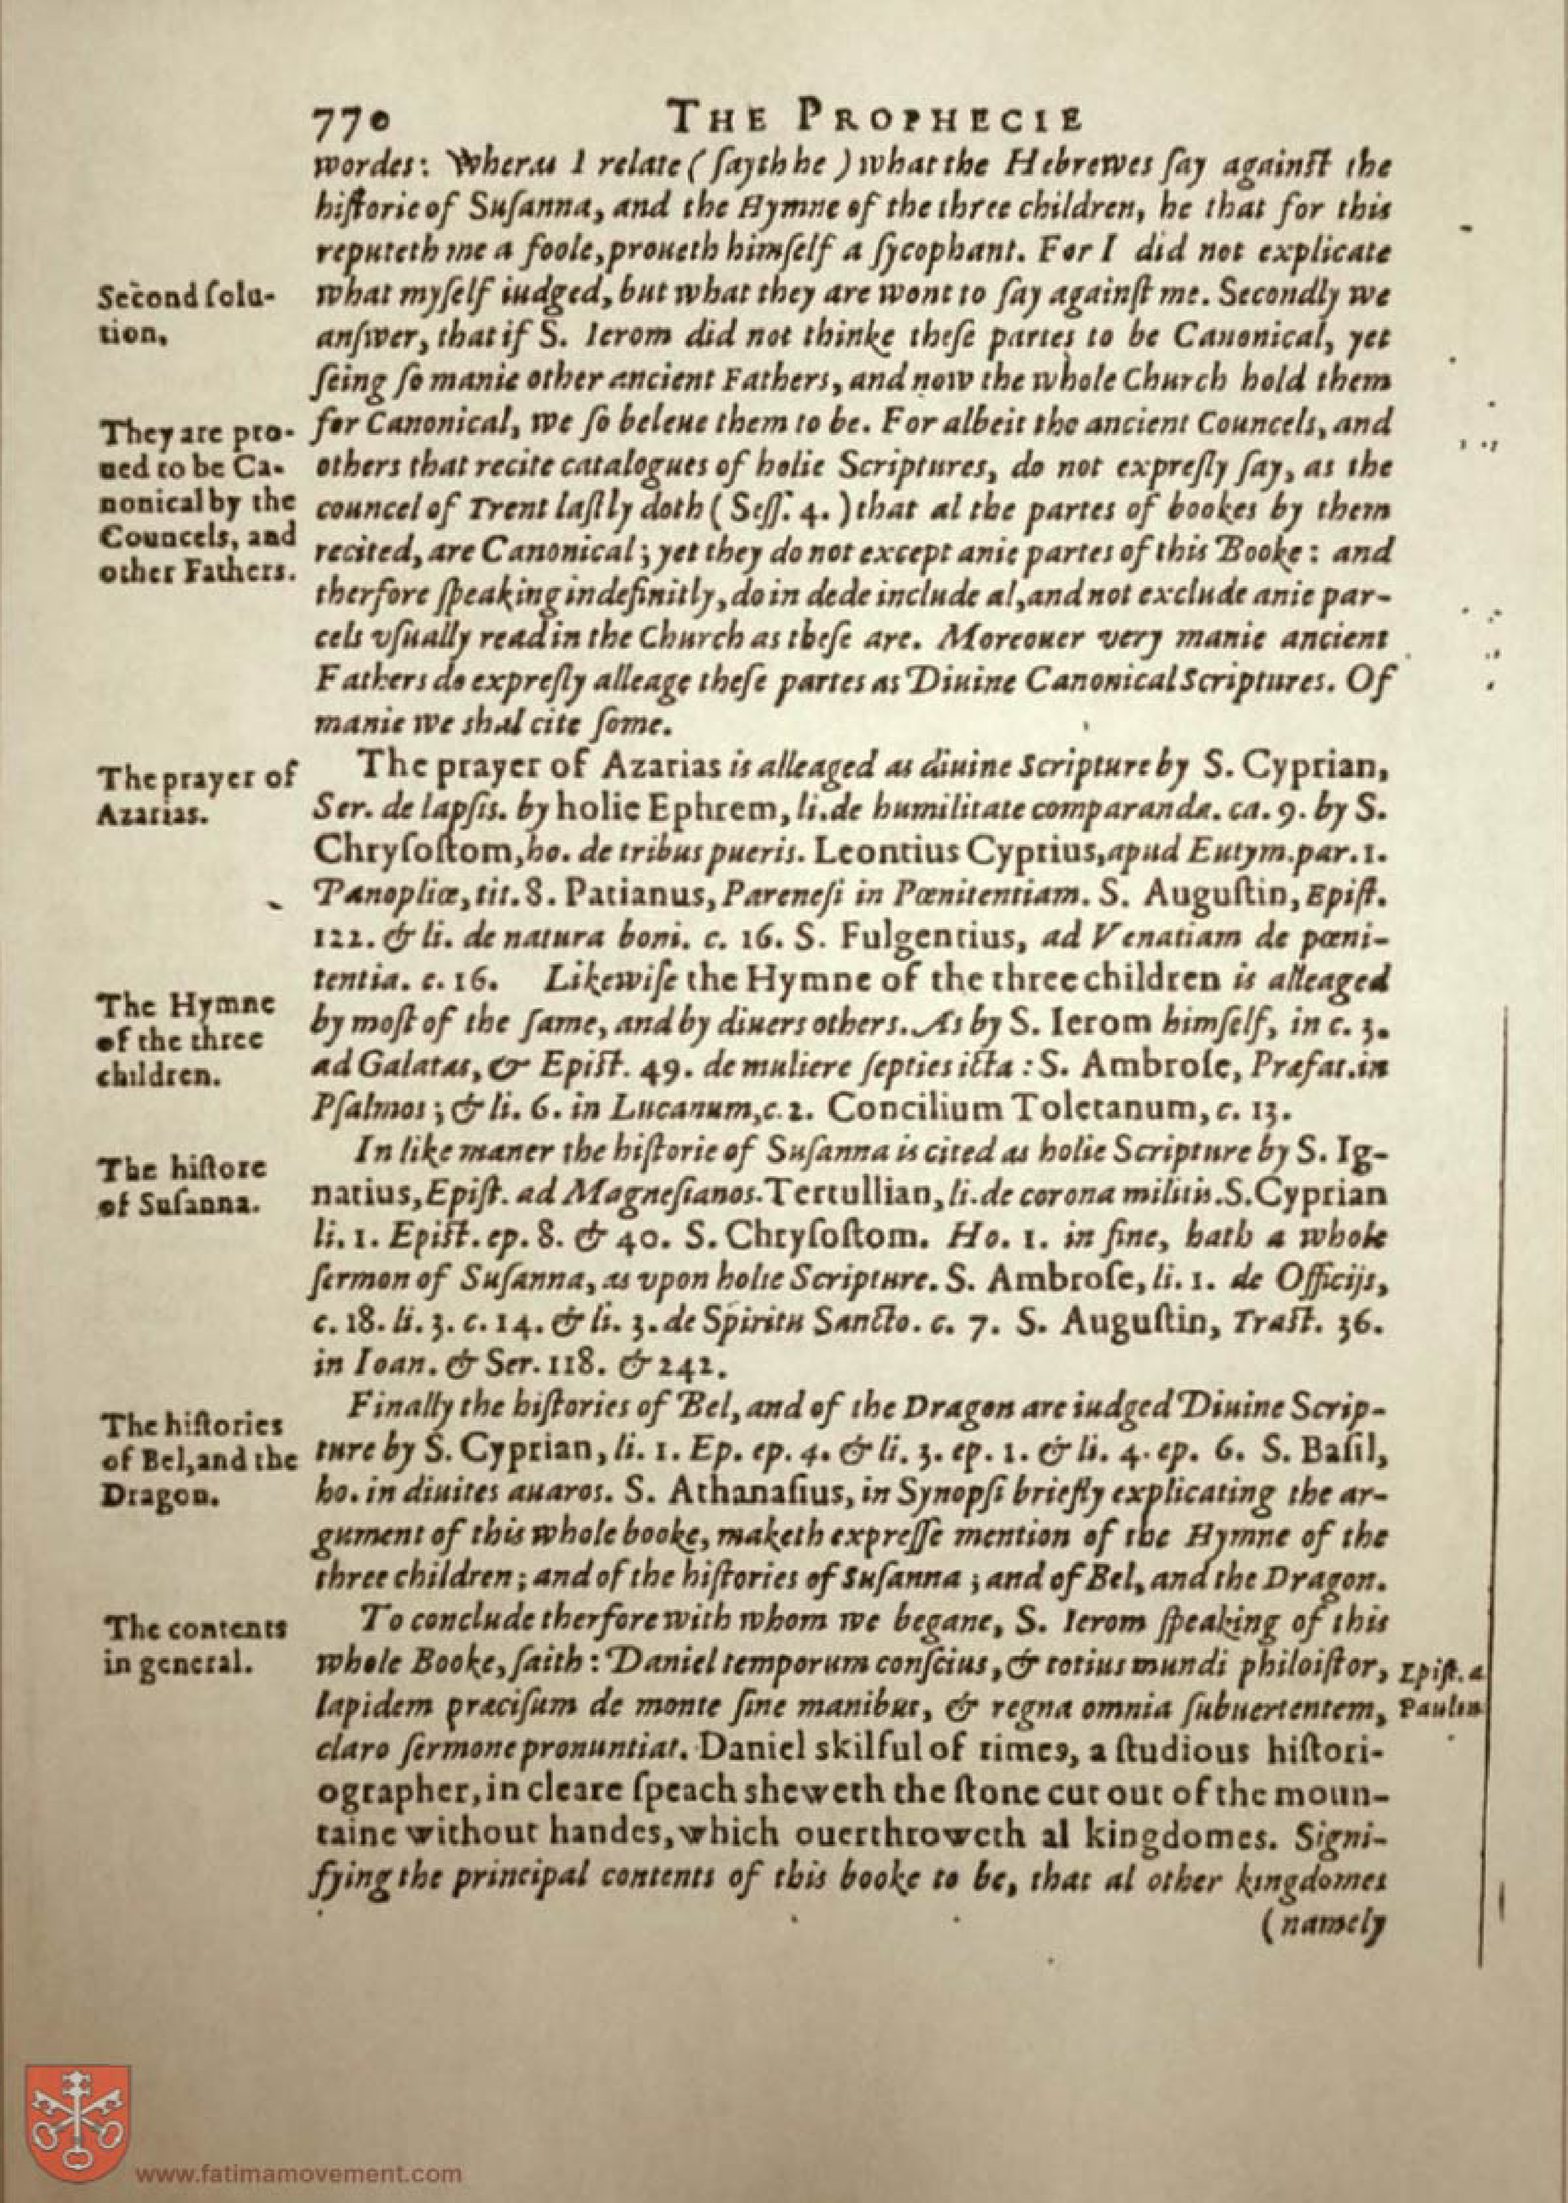 770 THE PROPHECIE
wordes: Wheras I relate ( ſayth he ) what the Hebrewes ſay againſt the
hiſtorie of Suſanna, and the Hymne of the three children, he that for this
reputeth me a foole, proueth himſelf a ſycophant. For I did not explicate
Second ſolu-
tion.
what myſelf iudged, but what they are wont to ſay againſt me. Secondly we
anſwer, that if S. Ierom did not thinke theſe partes to be Canonical, yet
ſeing ſo manie other ancient Fathers, and now the whole Church hold them
They are pro-
ued to be Ca-
nonical by the
Councels, and
other Fathers.
for Canonical, we ſo beleue them to be. For albeit the ancient Councels, and
others that recite catalogues of holie Scriptures, do not expreſly ſay, as the
councel of Trent laſtly doth ( Seſſ. 4. ) that al the partes of bookes by them
recited, are Canonical; yet they do not except anie partes of this Booke: and
therfore ſpeaking indefinitly, do in dede include al, and not exclude anie par-
cels vſually read in the Church as theſe are. Moreouer very manie ancient
Fathers do expreſly alleage theſe partes as Diuine Canonical Scriptures. Of
manie we shal cite ſome.
The prayer of
Azarias.
The prayer of Azarias is alleaged as diuine Scripture by S. Cyprian,
Ser. de lapſis. by holie Ephrem, li. de humilitate comparanda. ca. 9. by S.
Chryſoſtom, ho. de tribus pueris. Leontius Cyprius, apud Eutym. par. 1.
Panopliæ, tit. 8. Patianus, Pareneſi in Pœnitentiam. S. Auguſtin, Epiſt.
122. & li. de natura boni. c. 16. S. Fulgentius, ad Venatiam de pœni-
tentia. c. 16. Likewiſe the Hymne of the three children is alleaged
The Hymne
of the three
children.
by moſt of the ſame, and by diuers others. As by S. Ierom himſelf, in c. 3.
ad Galatas, & Epiſt. 49. de muliere ſepties icta: S. Ambroſe, Præfat. in
Pſalmos; & li. 6. in Lucanum, c. 2. Concilium Toletanum, c. 13.
The hiſtore
of Suſanna.
In like maner the hiſtorie of Suſanna is cited as holie Scripture by S. Ig-
natius, Epiſt. ad Magneſianos. Tertullian, li. de corona militis. S. Cyprian
li. 1. Epiſt. ep. 8. & 40. S. Chryſoſtom. Ho. 1. in fine, hath a whole
ſermon of Suſanna, as vpon holie Scripture. S. Ambroſe, li. 1. de Officijs,
c. 18. li. 3. c. 14. & li. 3. de Spiritu Sancto. c. 7. S. Auguſtin, Tract. 36.
in Ioan. & Ser. 118. & 242.
The hiſtories
of Bel, and the
Dragon.
Finally the hiſtories of Bel, and of the Dragon are iudged Diuine Scrip-
ture by S. Cyprian, li. 1. Ep. ep. 4. & li. 3. ep. 1. & li. 4. ep. 6. S. Baſil,
ho. in diuites auaros. S. Athanaſius, in Synopſi briefly explicating the ar-
gument of this whole booke, maketh expreſſe mention of the Hymne of the
three children; and of the hiſtories of Suſanna; and of Bel, and the Dragon.
The contents
in general.
To conclude therfore with whom we begane, S. Ierom ſpeaking of this
whole Booke, ſaith: Daniel temporum conſcius, & totius mundi philoiſtor,
Epiſt. a
Paulin
lapidem præciſum de monte ſine manibus, & regna omnia ſubuertentem,
claro ſermone pronuntiat. Daniel skilful of times, a ſtudious hiſtori-
ographer, in cleare ſpeach sheweth the ſtone cut out of the moun-
taine without handes, which ouerthroweth al kingdomes. Signi-
fying the principal contents of this booke to be, that al other kingdomes
(namely
www.fatimamovement.com